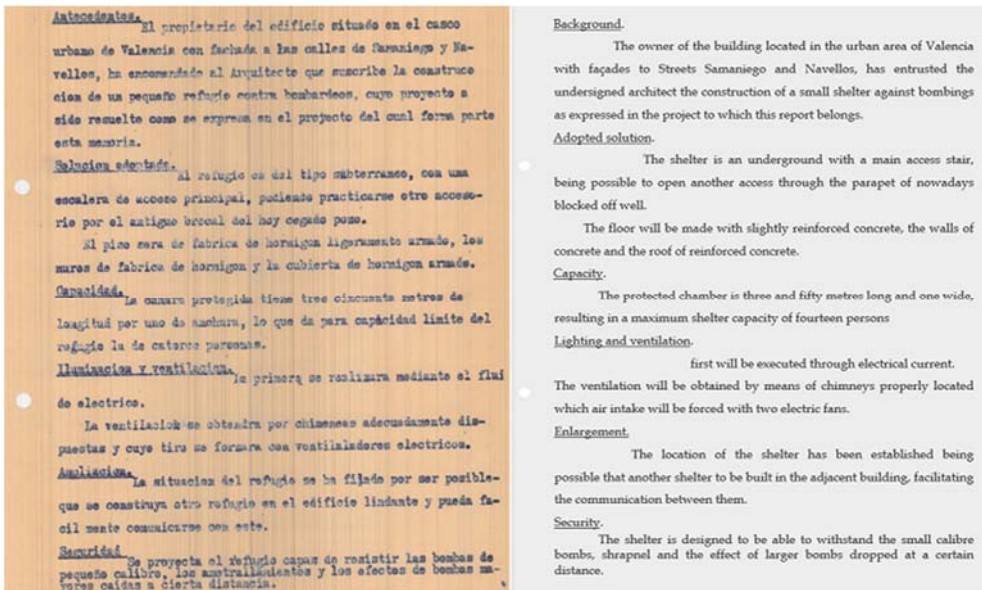 Antecedentes.
El propietario del edificio situado en el casco
urbano de Valencia con fachada a las calles de Samaniego y Na-
vellos, ha encomendado al Arquitecto que suscribe la construcc
cion de un pequeño refugio contra bombardeos, cuyo proyecto a
sido resuelto como se expresa en el projecto del cual forma parte
esta memoria.
Solucion adoptada.
El refugio es del tipo subterraneo, con una
escalera de acceso principal, pudiendo practicarse otro acceso-
rio por el antiguo brocal del hoy cegado pozo.
El piso sera de fabrica de hormigon ligeramente armado, los
muros de fabrica de hormigon y la cubierta de hormigon armado.
Capacidad.
La camara protegida tiene tres cincuenta metros de
longitud por uno de anchura, lo que da para capácidad limite del
refugio la de catorce personas.
Iluminacion y ventilacion.
la primera se realizara mediante el flui
do electrico.
La ventilacion se obtendra por chimeneas adecuadamente dis-
puestas y cuyo tiro se forzara con ventilaladores electricos.
Ampliacion.
La situacion del refugio se ha fijado por ser posible-
que se construya otro refugio en el edificio lindante y pueda fa-
cil mente comunicarse con este.
Seguridad
Se proyecta el refugio capas de resistir las bombas de
pequeño calibro, los ametrallamientos y los efectos de bombas ma-
yores caidas a cierta distancia.
Background.
The owner of the building located in the urban area of Valencia
with façades to Streets Samaniego and Navellos, has entrusted the
undersigned architect the construction of a small shelter against bombings
as expressed in the project to which this report belongs.
Adopted solution.
The shelter is an underground with a main access stair,
being possible to open another access through the parapet of nowadays
blocked off well.
The floor will be made with slightly reinforced concrete, the walls of
concrete and the roof of reinforced concrete.
Capacity.
The protected chamber is three and fifty metres long and one wide,
resulting in a maximum shelter capacity of fourteen persons
Lighting and ventilation.
first will be executed through electrical current.
The ventilation will be obtained by means of chimneys properly located
which air intake will be forced with two electric fans.
Enlargement.
The location of the shelter has been established being
possible that another shelter to be built in the adjacent building, facilitating
the communication between them.
Security.
The shelter is designed to be able to withstand the small calibre
bombs, shrapnel and the effect of larger bombs dropped at a certain
distance.